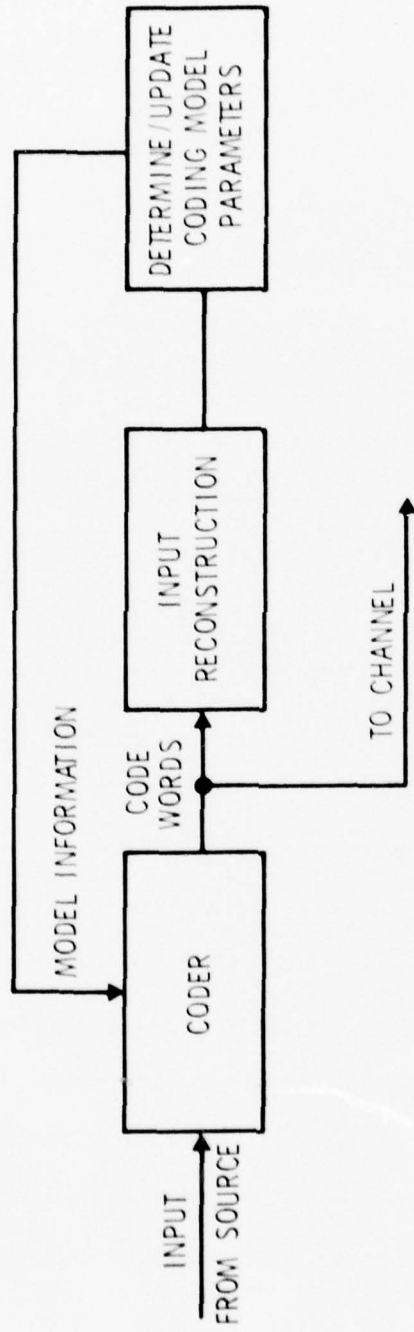 MODEL INFORMATION
INPUT
FROM SOURCE
CODER
CODE
WORDS
INPUT
RECONSTRUCTION
DETERMINE/UPDATE
CODING MODEL
PARAMETERS
TO CHANNEL